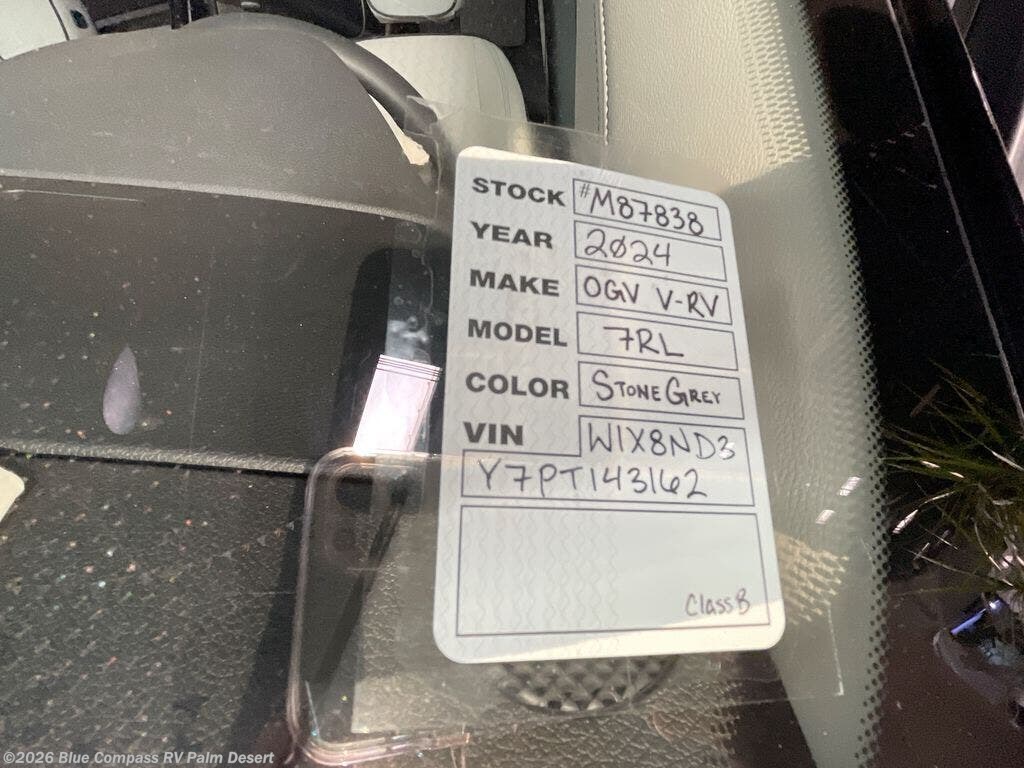 STOCK #M87838
YEAR 2024
MAKE OGV V-RV
MODEL 7RL
COLOR STONE GREY
VIN W1X8ND3
Y7PT143162
Class B
©2026 Blue Compass RV Palm Desert